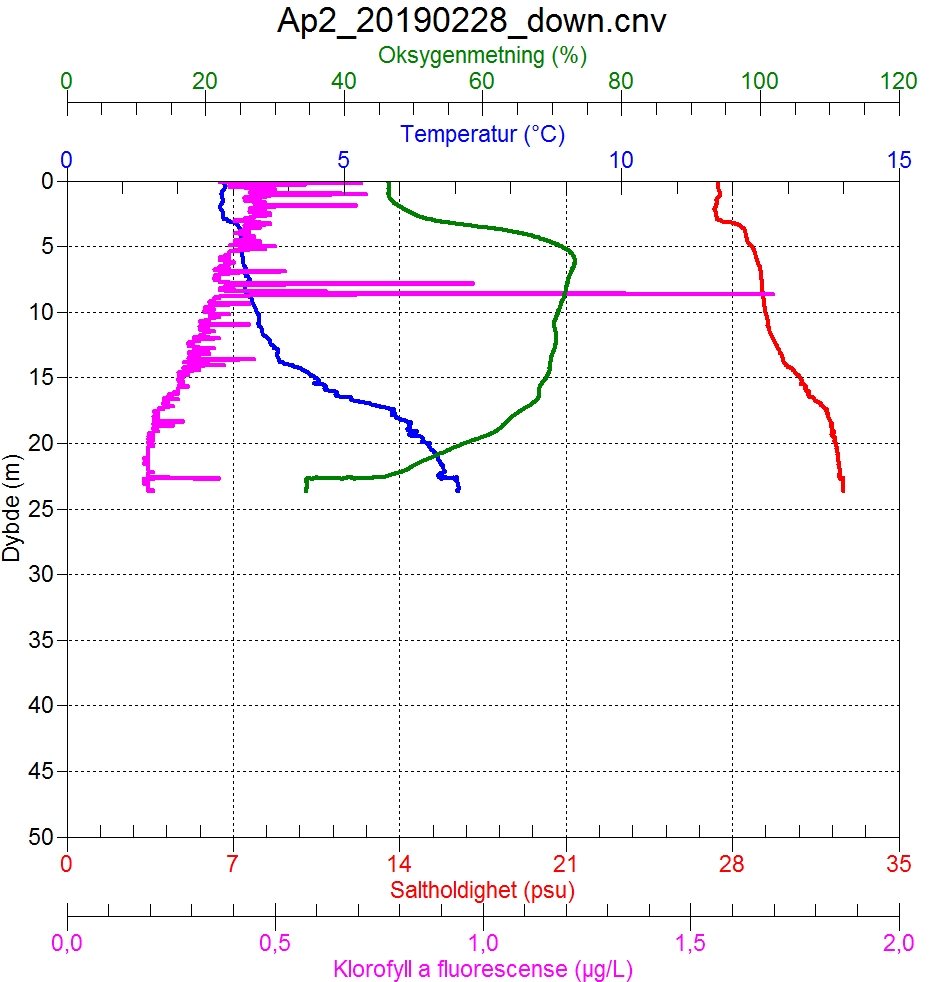 Ap2_20190228_down.cnv
Oksygenmetning (%)
0 20 40 60 80 100 120
Temperatur (°C)
0 5 10 15
0
5
10
15
20
25
30
35
40
45
50
Dybde (m)
0 7 14 21 28 35
Saltholdighet (psu)
0,0 0,5 1,0 1,5 2,0
Klorofyll a fluorescense (µg/L)